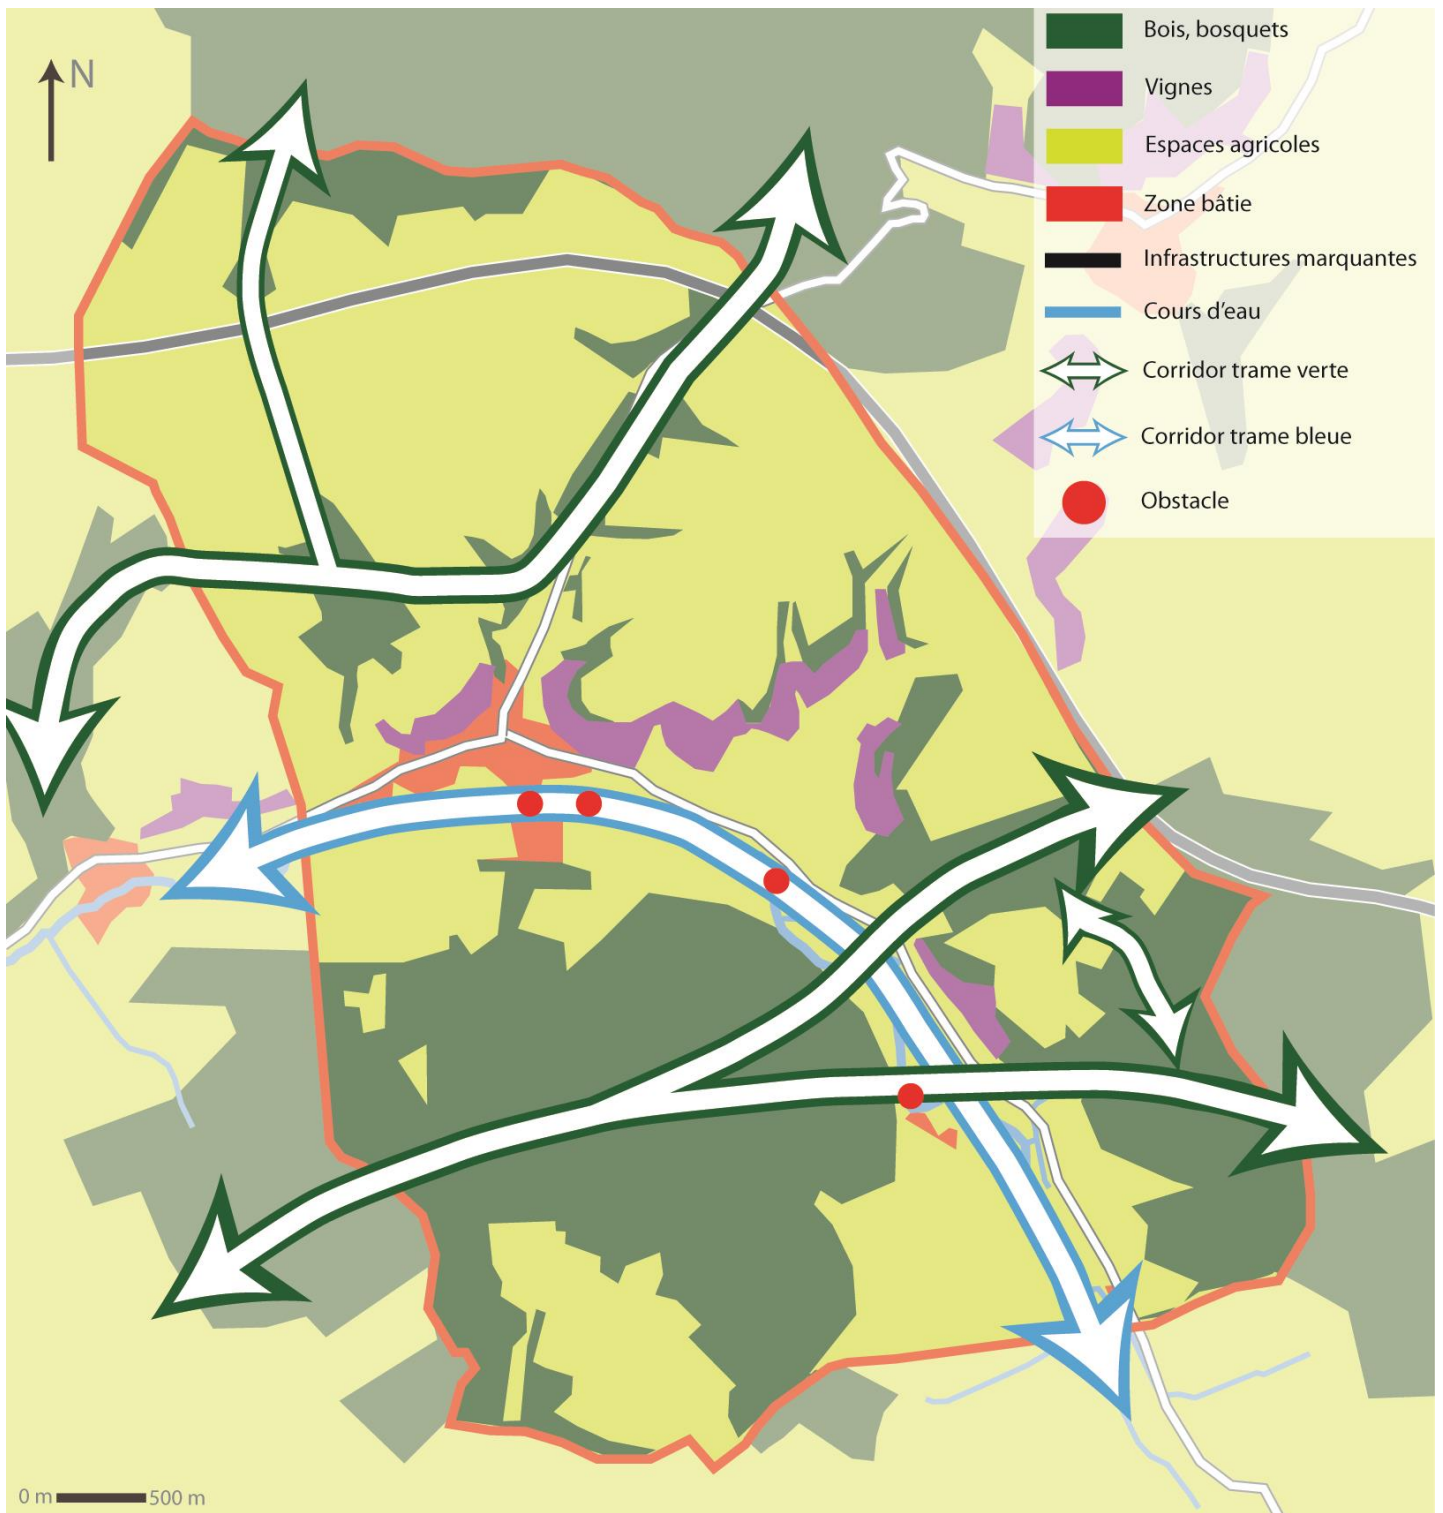 N
Bois, bosquets
Vignes
Espaces agricoles
Zone bâtie
Infrastructures marquantes
Cours d’eau
Corridor trame verte
Corridor trame bleue
Obstacle
0 m 500 m